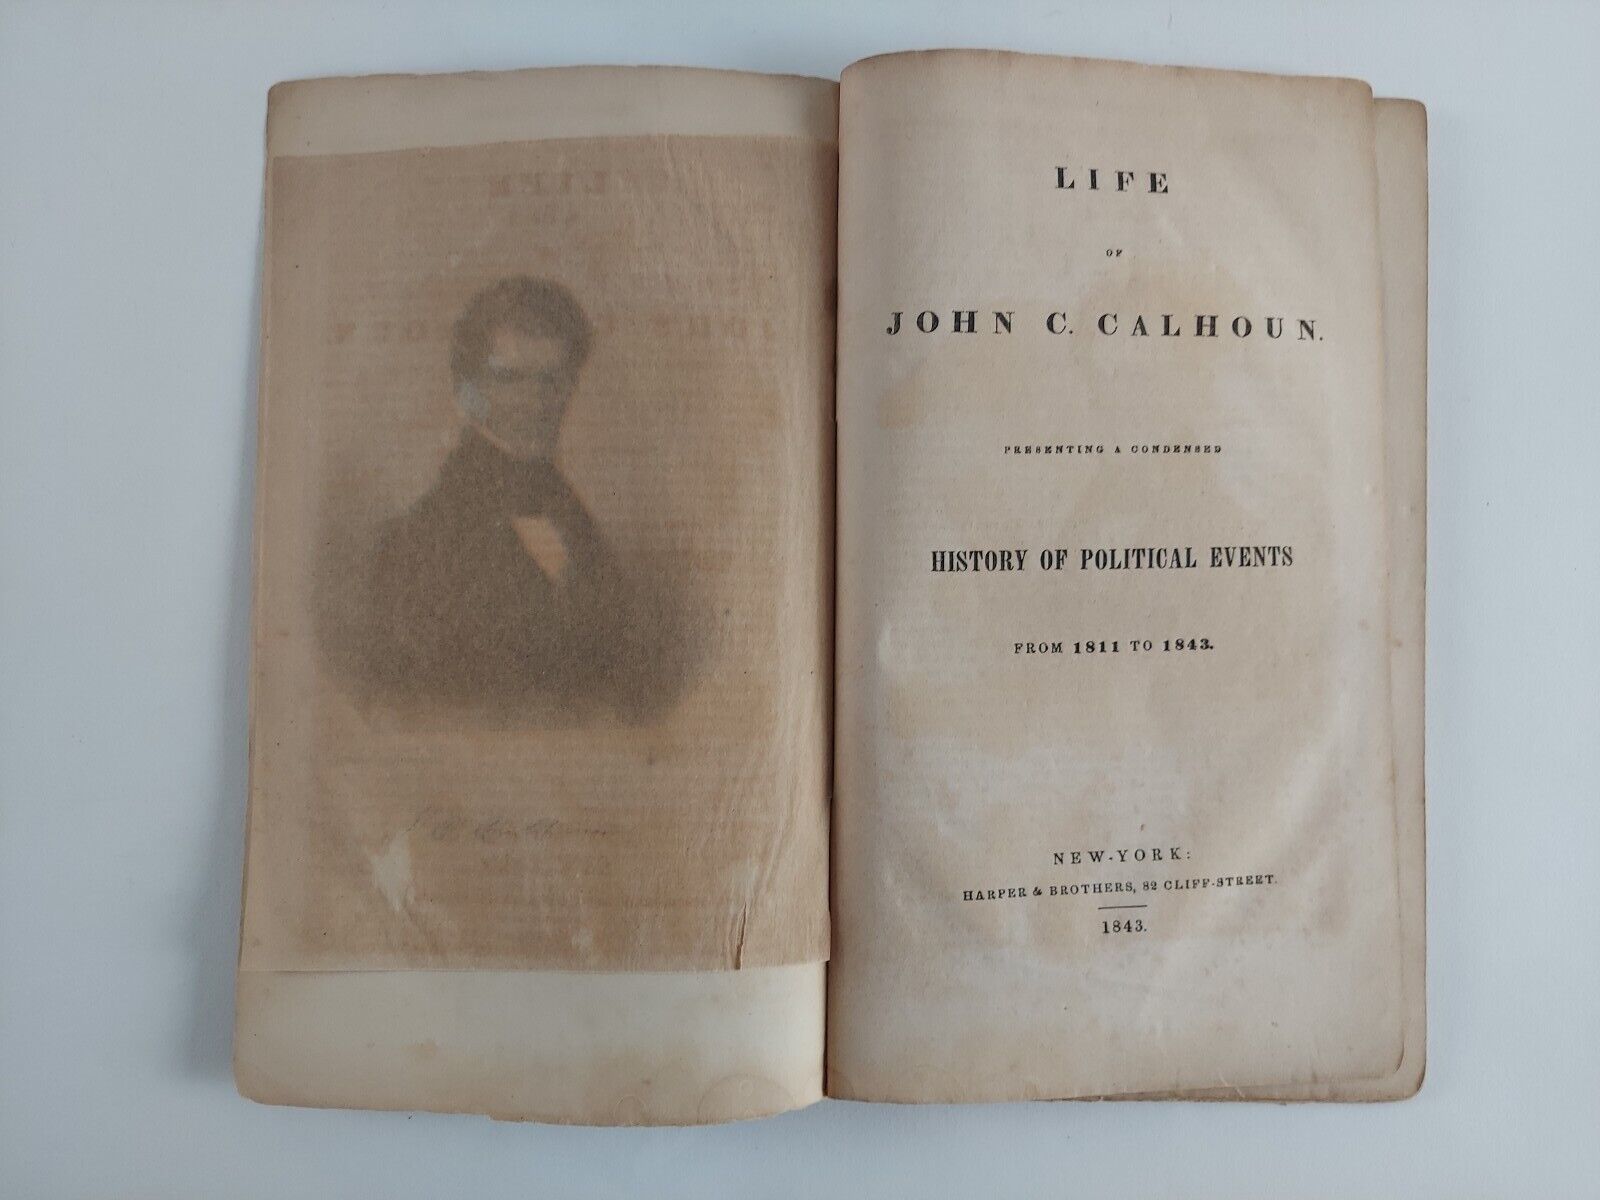 LIFE
OF
JOHN C. CALHOUN.
PRESENTING A CONDENSED
HISTORY OF POLITICAL EVENTS
FROM 1811 TO 1843.
NEW-YORK:
HARPER & BROTHERS, 82 CLIFF-STREET.
1843.